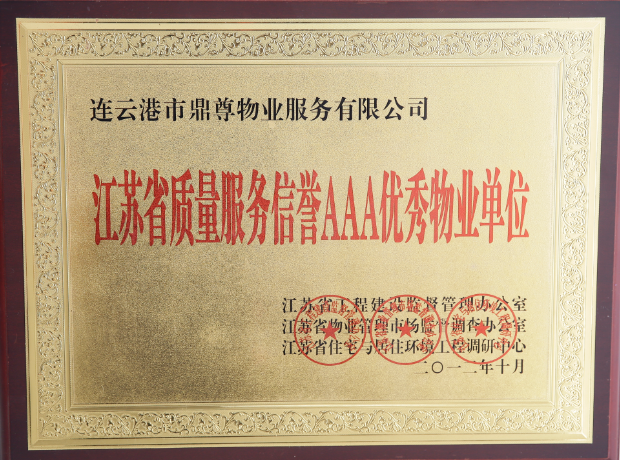 连云港市鼎尊物业服务有限公司
江苏省质量服务信誉AAA优秀物业单位
江苏省工程建设监督管理办公室
江苏省物业管理市场监督调查办公室
江苏省住宅与居住环境工程调研中心
二〇一二年十月